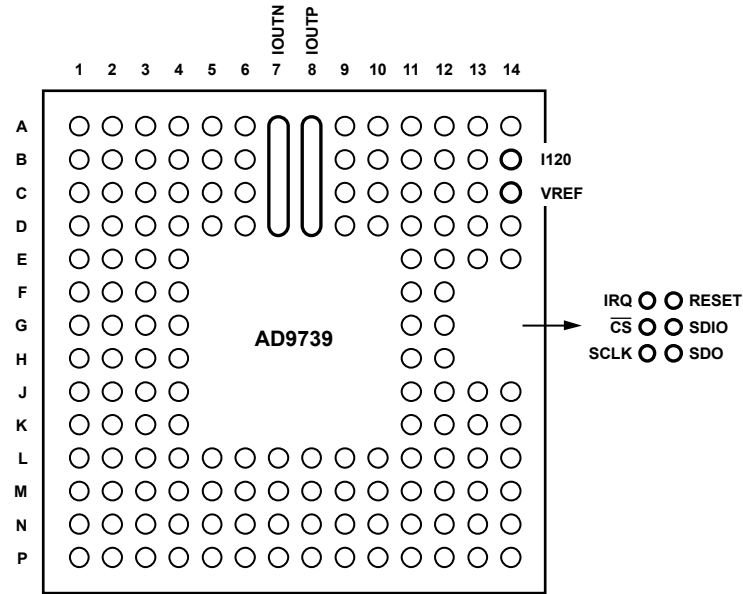 IOUTN
IOUTP
1 2 3 4 5 6 7 8 9 10 11 12 13 14
A
B I120
C VREF
D
E
F IRQ RESET
G AD9739 CS SDIO
H SCLK SDO
J
K
L
M
N
P